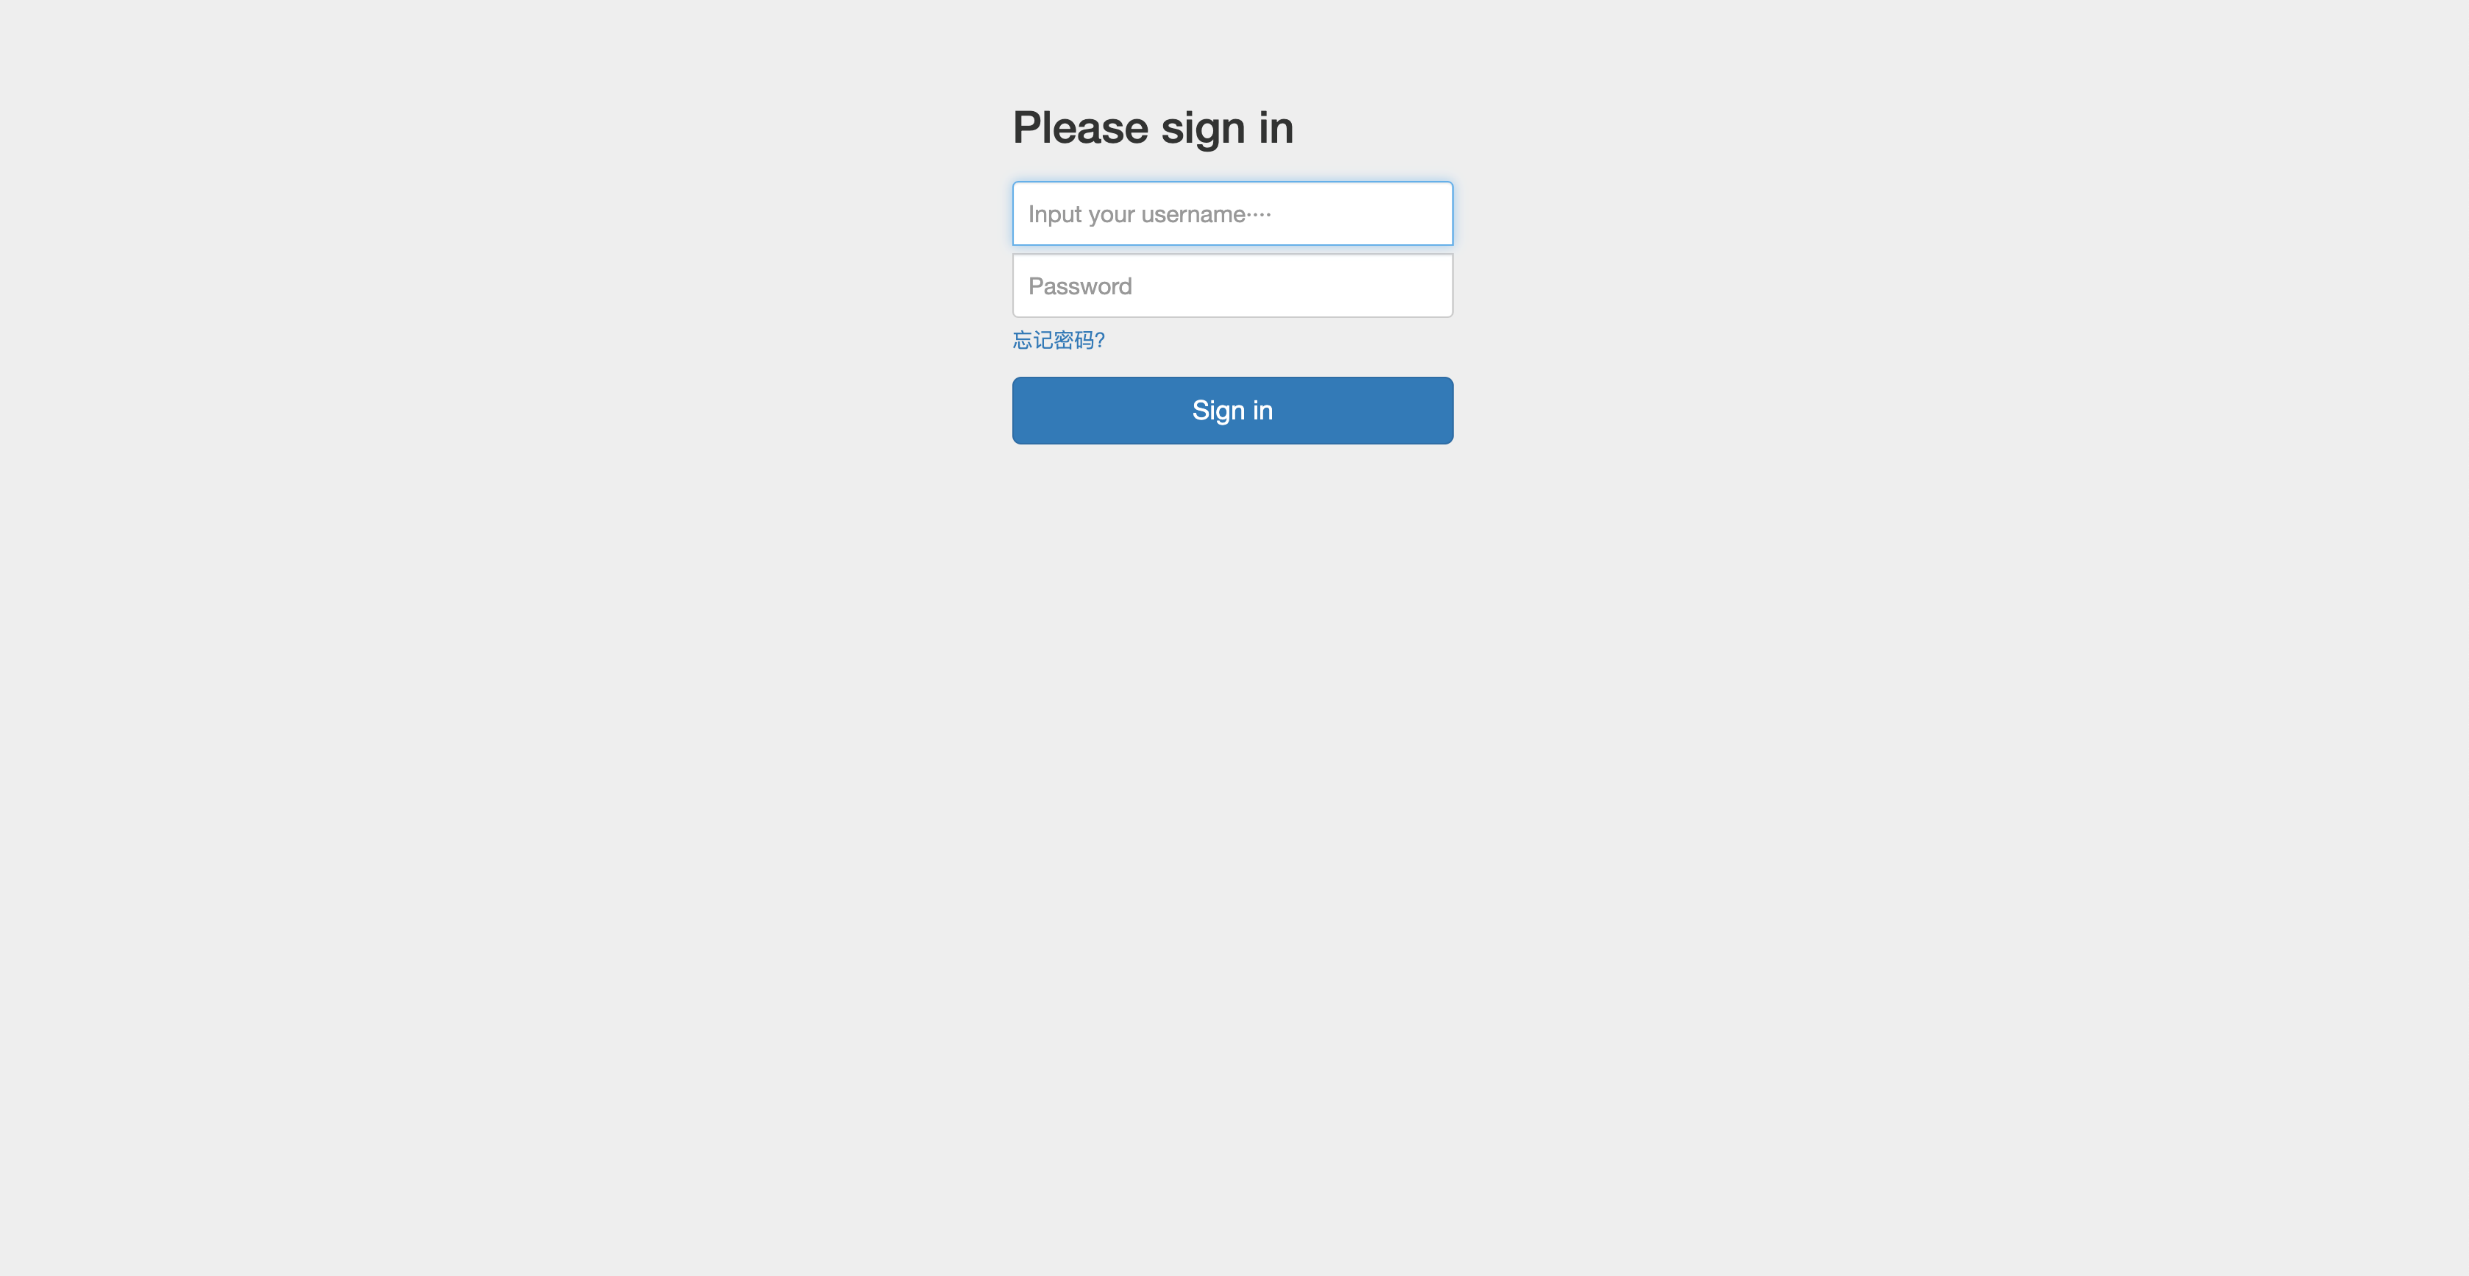 Please sign in
Input your username····
Password
忘记密码?
Sign in